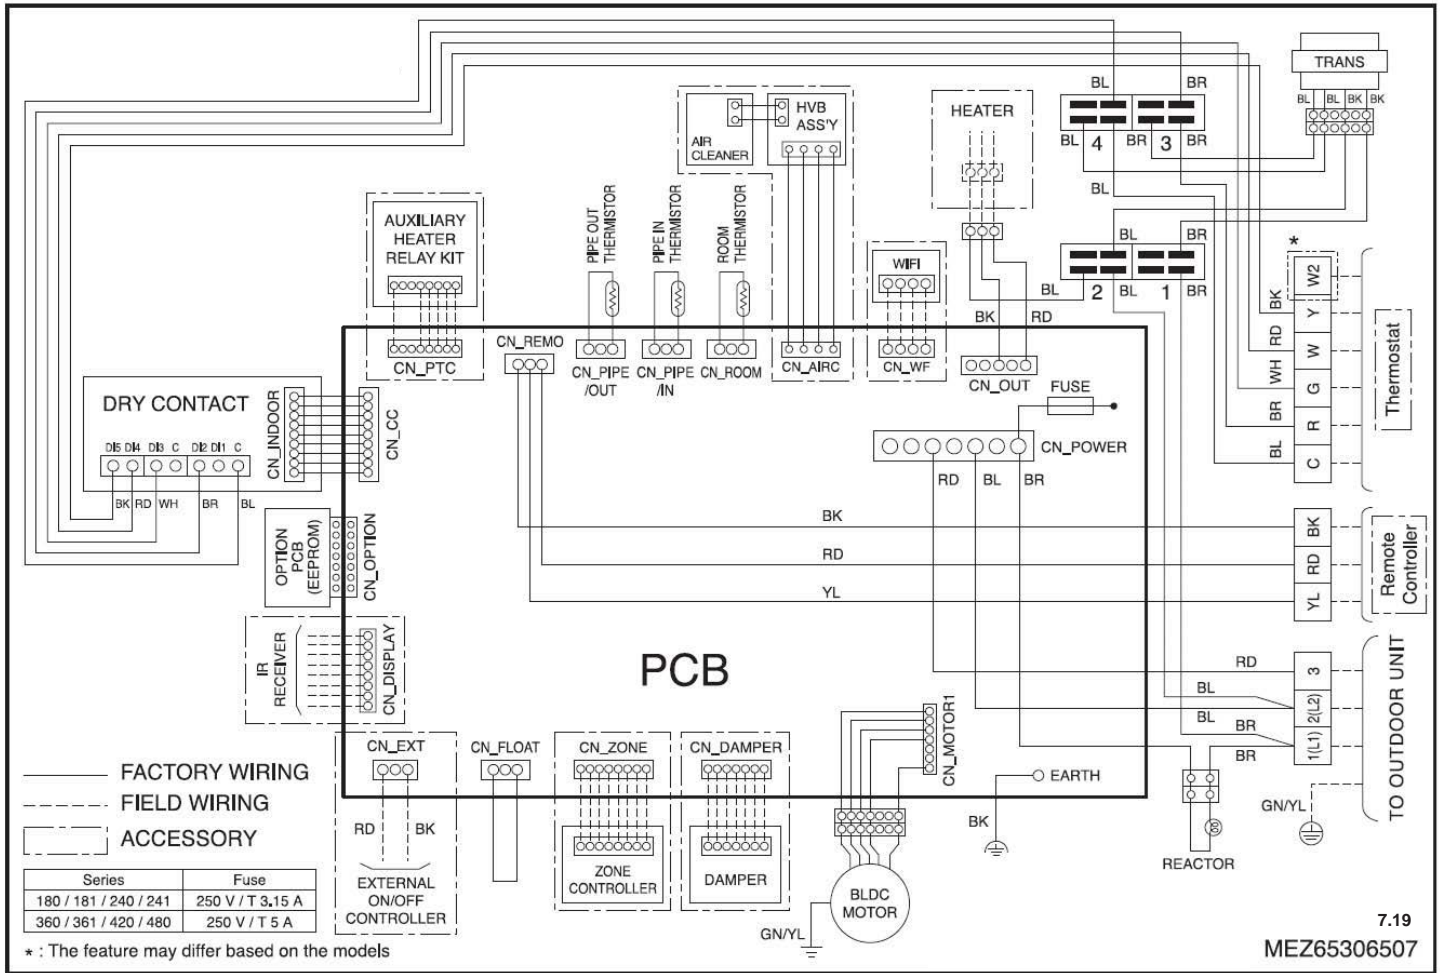 TRANS
BL BL BK BK
BL BR
BL 4 BR 3 BR
BL
HEATER
HVB
ASS'Y
AIR
CLEANER
AUXILIARY
HEATER
RELAY KIT
PIPE OUT
THERMISTOR
PIPE IN
THERMISTOR
ROOM
THERMISTOR
WIFI
BL BR
BL 2 BL 1 BR
BK RD
*
W2
Y
W
G
R
C
BK
RD
WH
BR
BL
Thermostat
CN_PTC
CN_REMO
CN_PIPE
/OUT
CN_PIPE
/IN
CN_ROOM
CN_AIRC
CN_WF
CN_OUT
FUSE
CN_POWER
RD BL BR
DRY CONTACT
DI5 DI4 DI3 C DI2 DI1 C
BK RD WH BR BL
CN_INDOOR
CN_CC
OPTION
PCB
(EEPROM)
CN_OPTION
BK
RD
YL
BK
RD
YL
Remote
Controller
IR
RECEIVER
CN_DISPLAY
PCB
RD
BL
BL
BR
BR
3
2(L2)
1(L1)
TO OUTDOOR UNIT
GN/YL
CN_EXT
CN_FLOAT
CN_ZONE
CN_DAMPER
CN_MOTOR1
EARTH
BK
REACTOR
RD BK
EXTERNAL
ON/OFF
CONTROLLER
ZONE
CONTROLLER
DAMPER
BLDC
MOTOR
GN/YL
FACTORY WIRING
FIELD WIRING
ACCESSORY
Series Fuse
180 / 181 / 240 / 241 250 V / T 3.15 A
360 / 361 / 420 / 480 250 V / T 5 A
* : The feature may differ based on the models
7.19
MEZ65306507